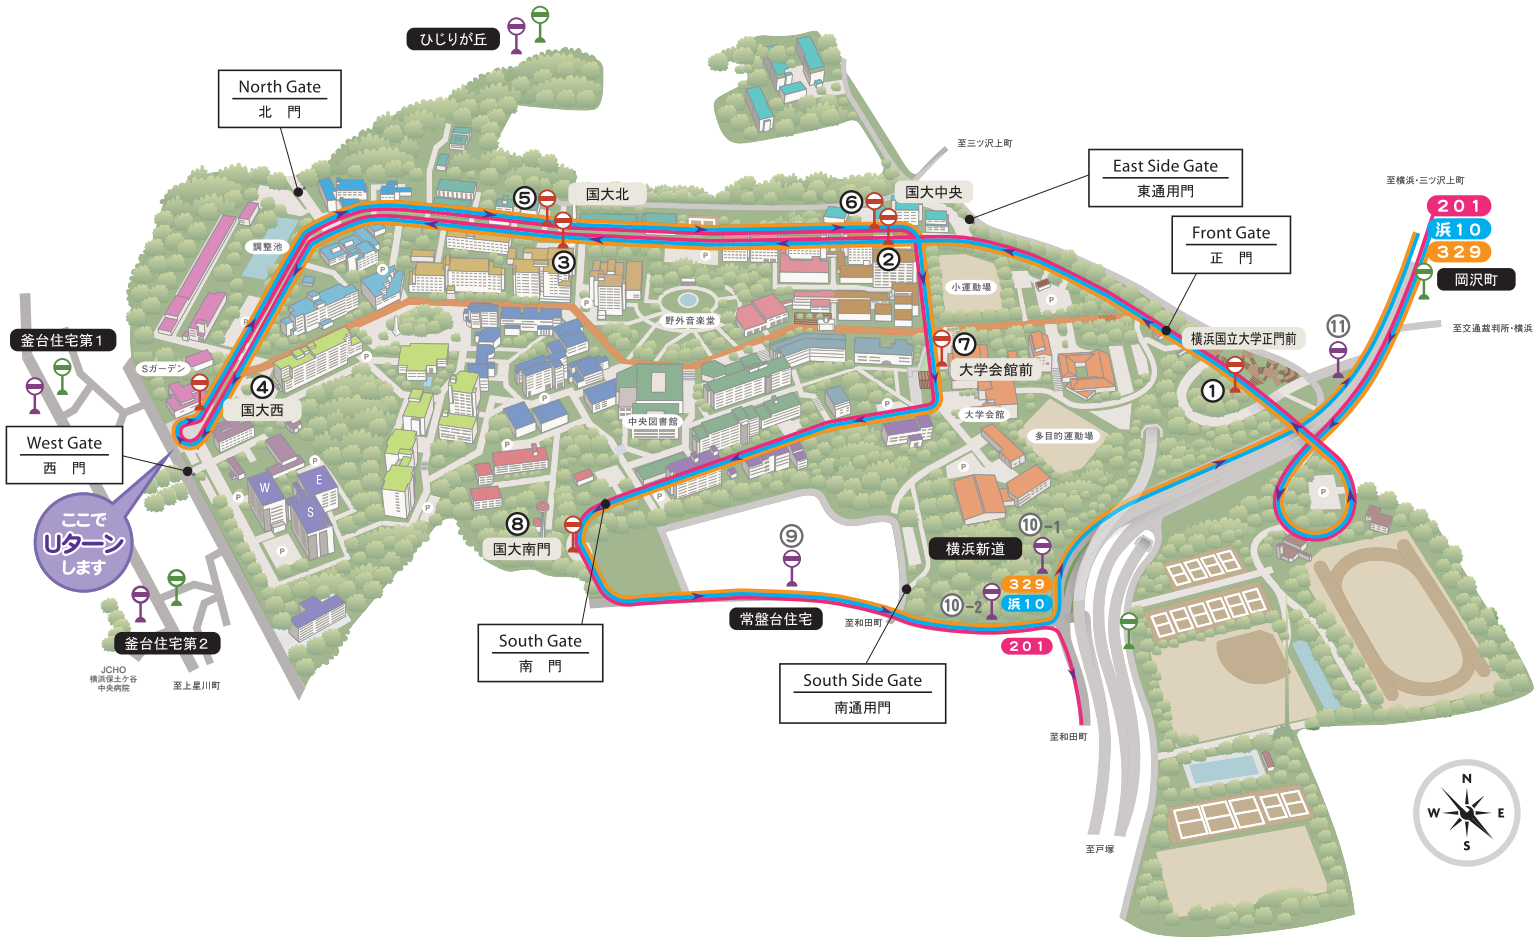 ひじりが丘
North Gate
北 門
至三ツ沢上町
East Side Gate
東通用門
至横浜・三ツ沢上町
201
浜10
329
岡沢町
⑤
国大北
⑥
国大中央
Front Gate
正 門
調整池
③
②
P
P
小運動場
P
至交通裁判所・横浜
P
P
野外音楽堂
⑪
釜台住宅第1
⑦
横浜国立大学正門前
P
Sガーデン
大学会館前
④
国大西
①
P
中央図書館
P
大学会館
West Gate
西 門
P
多目的運動場
P
P
W
E
S
P
P
P
P
ここで
Uターン
します
South Gate
南 門
⑧
国大南門
⑨
⑩-1
横浜新道
P
329
浜10
⑩-2
釜台住宅第2
常盤台住宅
至和田町
201
JCHO
横浜保土ケ谷
中央病院
至上星川町
South Side Gate
南通用門
至和田町
至戸塚
N
W
E
S